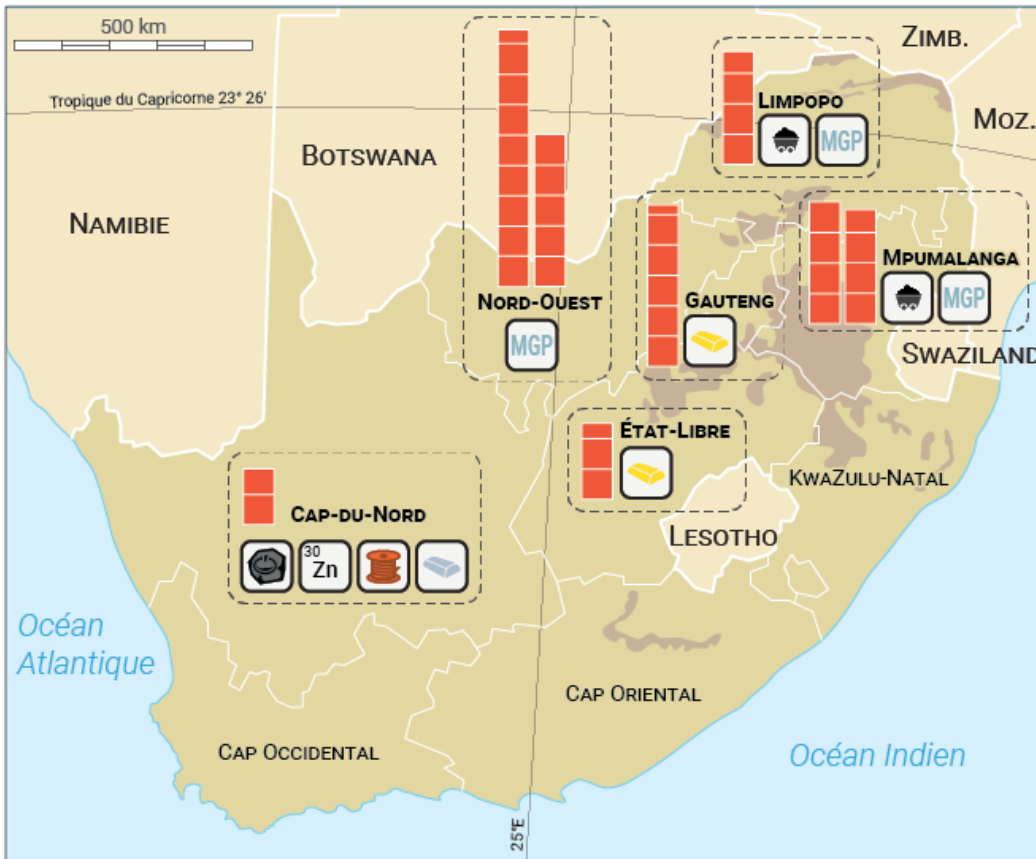 500 km
ZIMB.
Tropique du Capricorne 23° 26'
LIMPOPO
MOZ.
BOTSWANA
MGP
NAMIBIE
MPUMALANGA
NORD-OUEST
GAUTENG
MGP
MGP
SWAZILAND
ÉTAT-LIBRE
KWAZULU-NATAL
CAP-DU-NORD
LESOTHO
30
Zn
Océan
Atlantique
CAP ORIENTAL
CAP OCCIDENTAL
Océan Indien
25°E